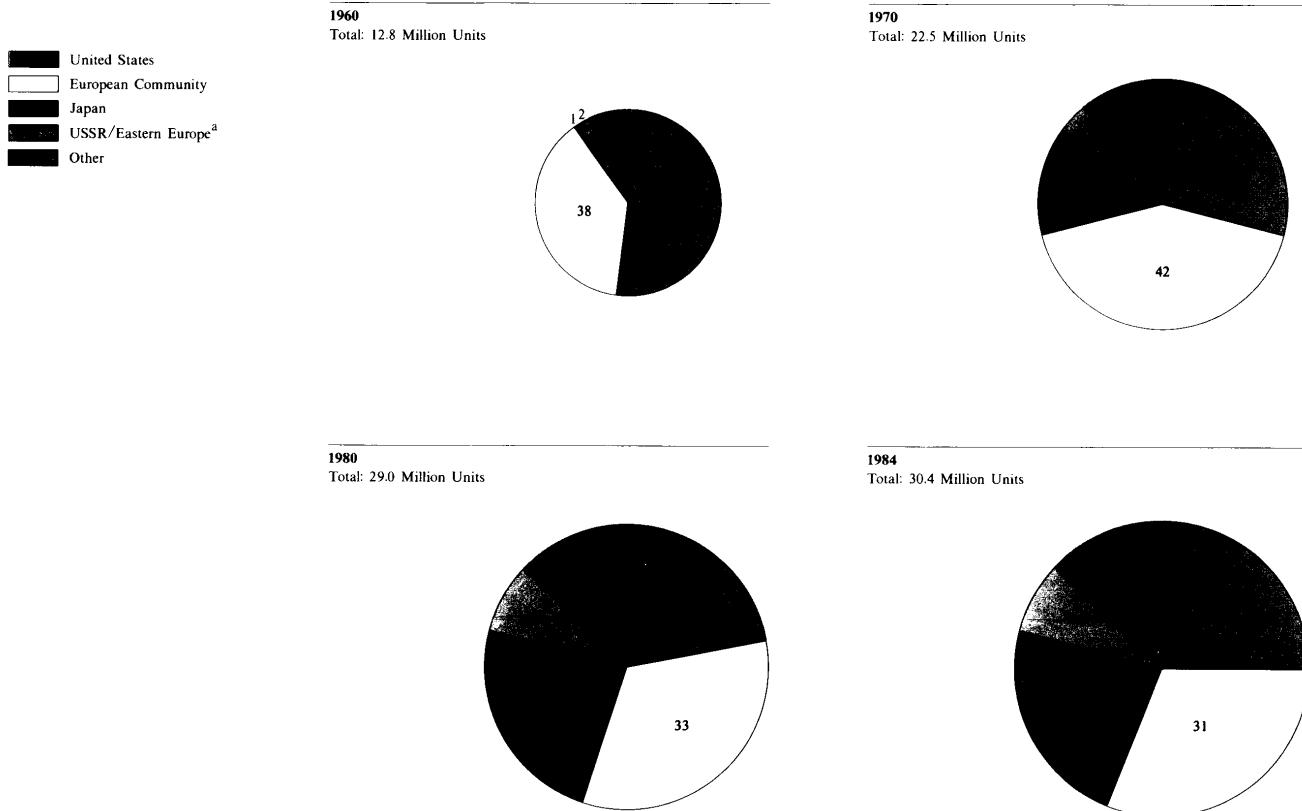 United States
European Community
Japan
USSR/Eastern Europeᵃ
Other
1960
Total: 12.8 Million Units
1 2
38
1970
Total: 22.5 Million Units
42
1980
Total: 29.0 Million Units
33
1984
Total: 30.4 Million Units
31